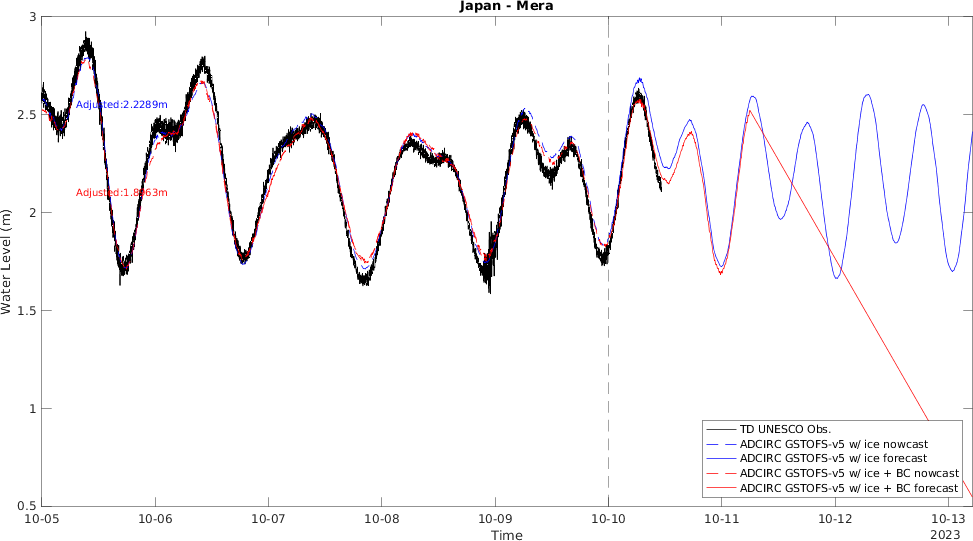 Japan - Mera
3
2.5
2
1.5
1
0.5
Water Level (m)
Adjusted:2.2289m
Adjusted:1.8963m
TD UNESCO Obs.
ADCIRC GSTOFS-v5 w/ ice nowcast
ADCIRC GSTOFS-v5 w/ ice forecast
ADCIRC GSTOFS-v5 w/ ice + BC nowcast
ADCIRC GSTOFS-v5 w/ ice + BC forecast
10-05 10-06 10-07 10-08 10-09 10-10 10-11 10-12 10-13
Time 2023